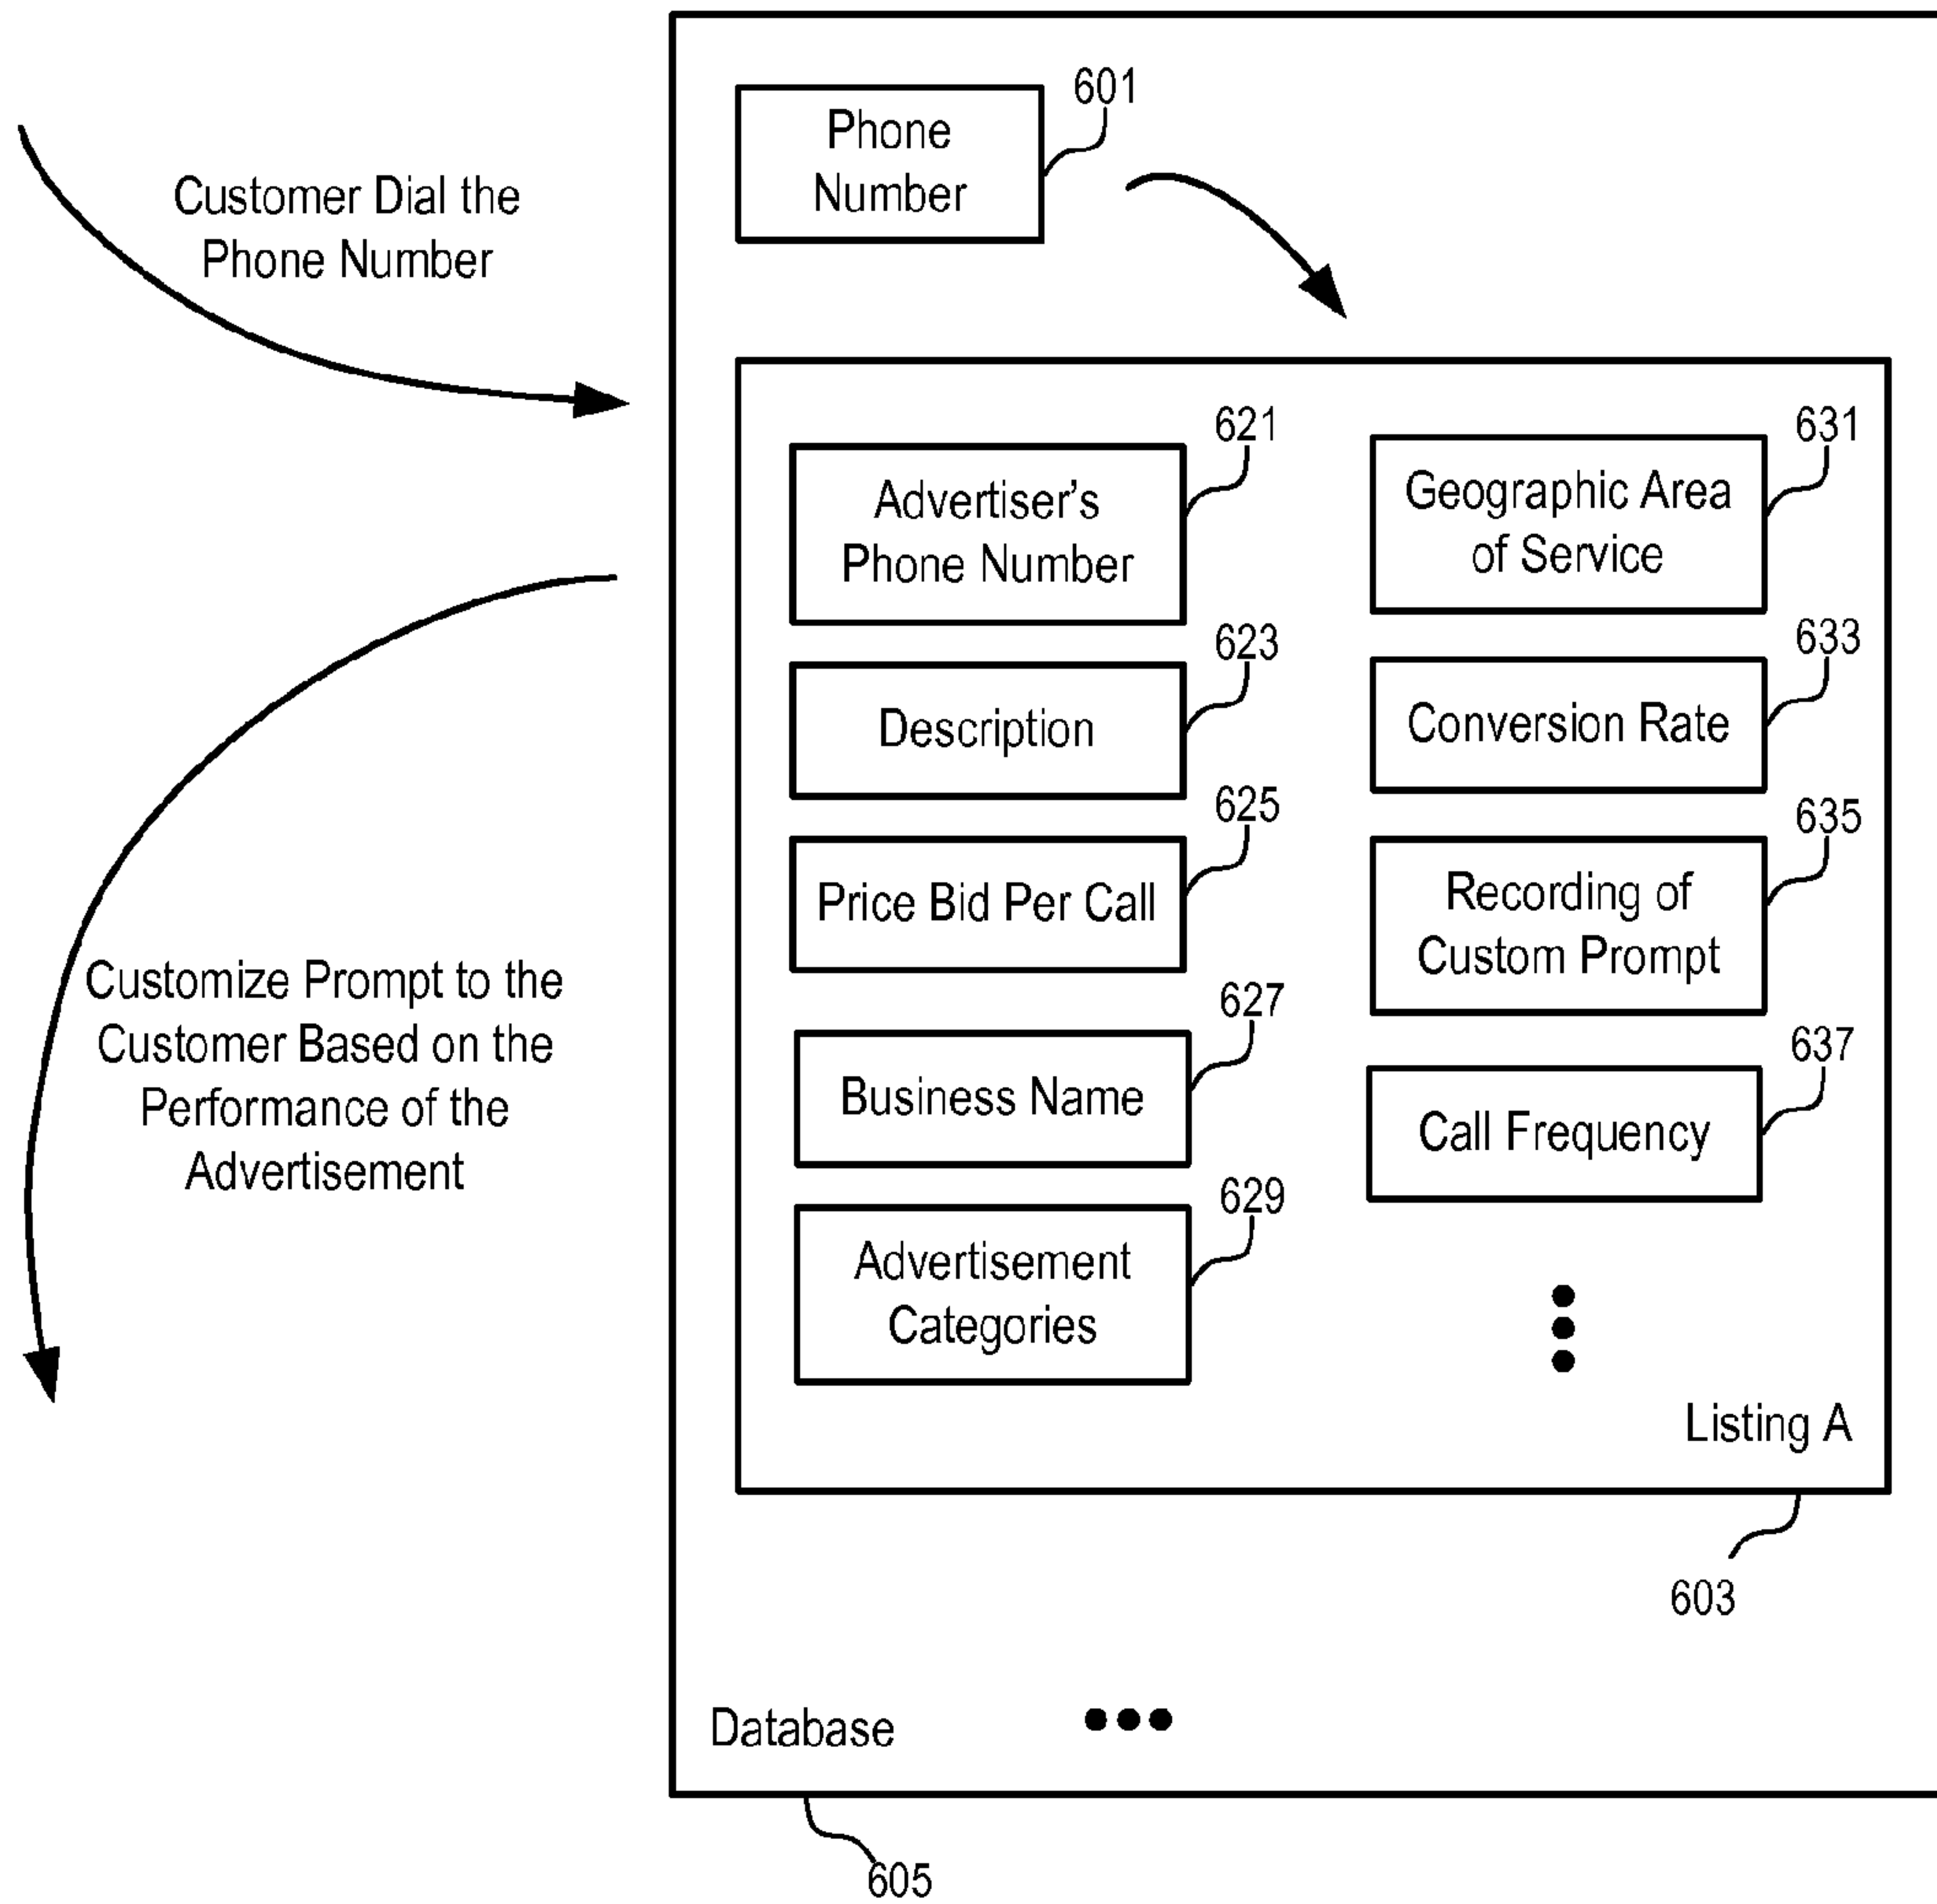 601
Phone
Number
Customer Dial the
Phone Number
621
Advertiser's
Phone Number
623
Description
625
Price Bid Per Call
627
Business Name
629
Advertisement
Categories
631
Geographic Area
of Service
633
Conversion Rate
635
Recording of
Custom Prompt
637
Call Frequency
Customize Prompt to the
Customer Based on the
Performance of the
Advertisement
Listing A
603
Database
605